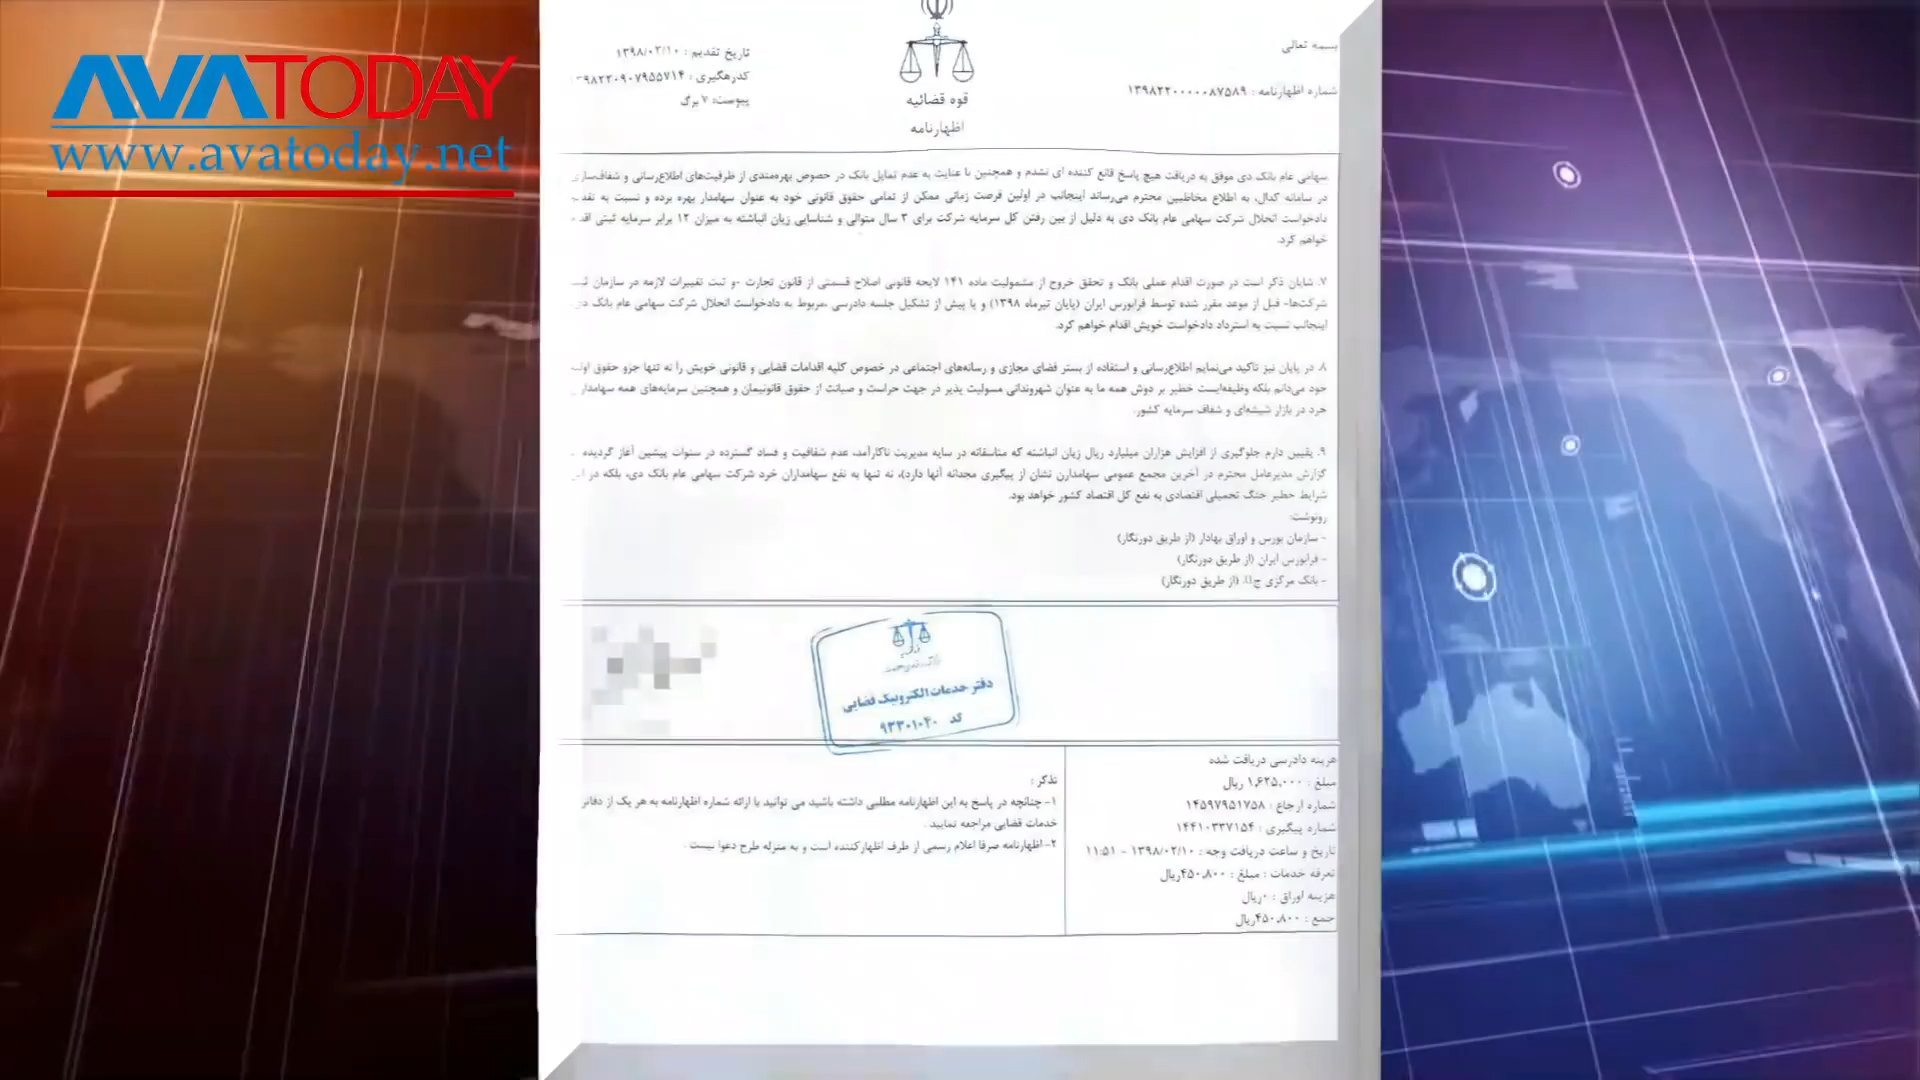 AVATODAY
www.avatoday.net
بسمه تعالی
قوه قضائیه
اظهارنامه
شماره اظهارنامه : ۱۳۹۸۲۲۰۰۰۰۰۸۷۵۸۹
تاریخ تقدیم : ۱۳۹۸/۰۲/۱۰
کدرهگیری : ۳۹۸۲۲۰۹۰۷۹۵۵۷۱۴
پیوست: ۷ برگ
سهامی عام بانک دی موفق به دریافت هیچ پاسخ قانع کننده ای نشدم و همچنین با عنایت به عدم تمایل بانک در خصوص بهره‌مندی از ظرفیت‌های اطلاع‌رسانی و شفاف‌سازی
در سامانه کدال، به اطلاع مخاطبین محترم می‌رساند اینجانب در اولین فرصت زمانی ممکن از تمامی حقوق قانونی خود به عنوان سهامدار بهره برده و نسبت به
دادخواست انحلال شرکت سهامی عام بانک دی به دلیل از بین رفتن کل سرمایه شرکت برای ۳ سال متوالی و شناسایی زیان انباشته به میزان ۱۲ برابر سرمایه ثبتی
خواهم کرد.
۷. شایان ذکر است در صورت اقدام عملی بانک و تحقق خروج از مشمولیت ماده ۱۴۱ لایحه قانونی اصلاح قسمتی از قانون تجارت -و ثبت تغییرات لازمه در سازمان
شرکت‌ها- قبل از موعد مقرر شده توسط فرابورس ایران (پایان تیرماه ۱۳۹۸) و یا پیش از تشکیل جلسه دادرسی مربوط به دادخواست انحلال شرکت سهامی عام بانک دی،
اینجانب نسبت به استرداد دادخواست خویش اقدام خواهم کرد.
۸. در پایان نیز تاکید می‌نمایم اطلاع‌رسانی و استفاده از بستر فضای مجازی و رسانه‌های اجتماعی در خصوص کلیه اقدامات قضایی و قانونی خویش را نه تنها جزو حقوق
خود می‌دانم بلکه وظیفه‌ایست خطیر بر دوش همه ما به عنوان شهروندانی مسولیت پذیر در جهت حراست و صیانت از حقوق قانونیمان و همچنین سرمایه‌های همه
خرد در بازار شیشه‌ای و شفاف سرمایه کشور.
۹. یقیین دارم جلوگیری از افزایش هزاران میلیارد ریال زیان انباشته که متاسفانه در سایه مدیریت ناکارآمد، عدم شفافیت و فساد گسترده در سنوات پیشین آغاز گردیده
گزارش مدیرعامل محترم در آخرین مجمع عمومی سهامدارن نشان از پیگیری مجدانه آنها دارد)، نه تنها به نفع سهامداران خرد شرکت سهامی عام بانک دی، بلکه در
شرایط خطیر جنگ تحمیلی اقتصادی به نفع کل اقتصاد کشور خواهد بود.
رونوشت:
- سازمان بورس و اوراق بهادار (از طریق دورنگار)
- فرابورس ایران (از طریق دورنگار)
- بانک مرکزی ج.ا.ا. (از طریق دورنگار)
دفتر خدمات الکترونیک قضایی
کد ۹۳۳۰۱۰۴۰
هزینه دادرسی دریافت شده
مبلغ : ۱,۶۲۵,۰۰۰ ریال
شماره ارجاع : ۱۴۵۹۷۹۵۱۷۵۸
شماره پیگیری : ۱۴۴۱۰۳۳۷۱۵۴
تاریخ و ساعت دریافت وجه : ۱۳۹۸/۰۲/۱۰ - ۱۱:۵۱
تعرفه خدمات : مبلغ : ۴۵۰,۸۰۰ریال
هزینه اوراق : ۰ریال
جمع : ۴۵۰,۸۰۰ریال
تذکر :
۱- چنانچه در پاسخ به این اظهارنامه مطلبی داشته باشید می توانید با ارائه شماره اظهارنامه به هر یک از دفاتر
خدمات قضایی مراجعه نمایید .
۲- اظهارنامه صرفا اعلام رسمی از طرف اظهارکننده است و به منزله طرح دعوا نیست .